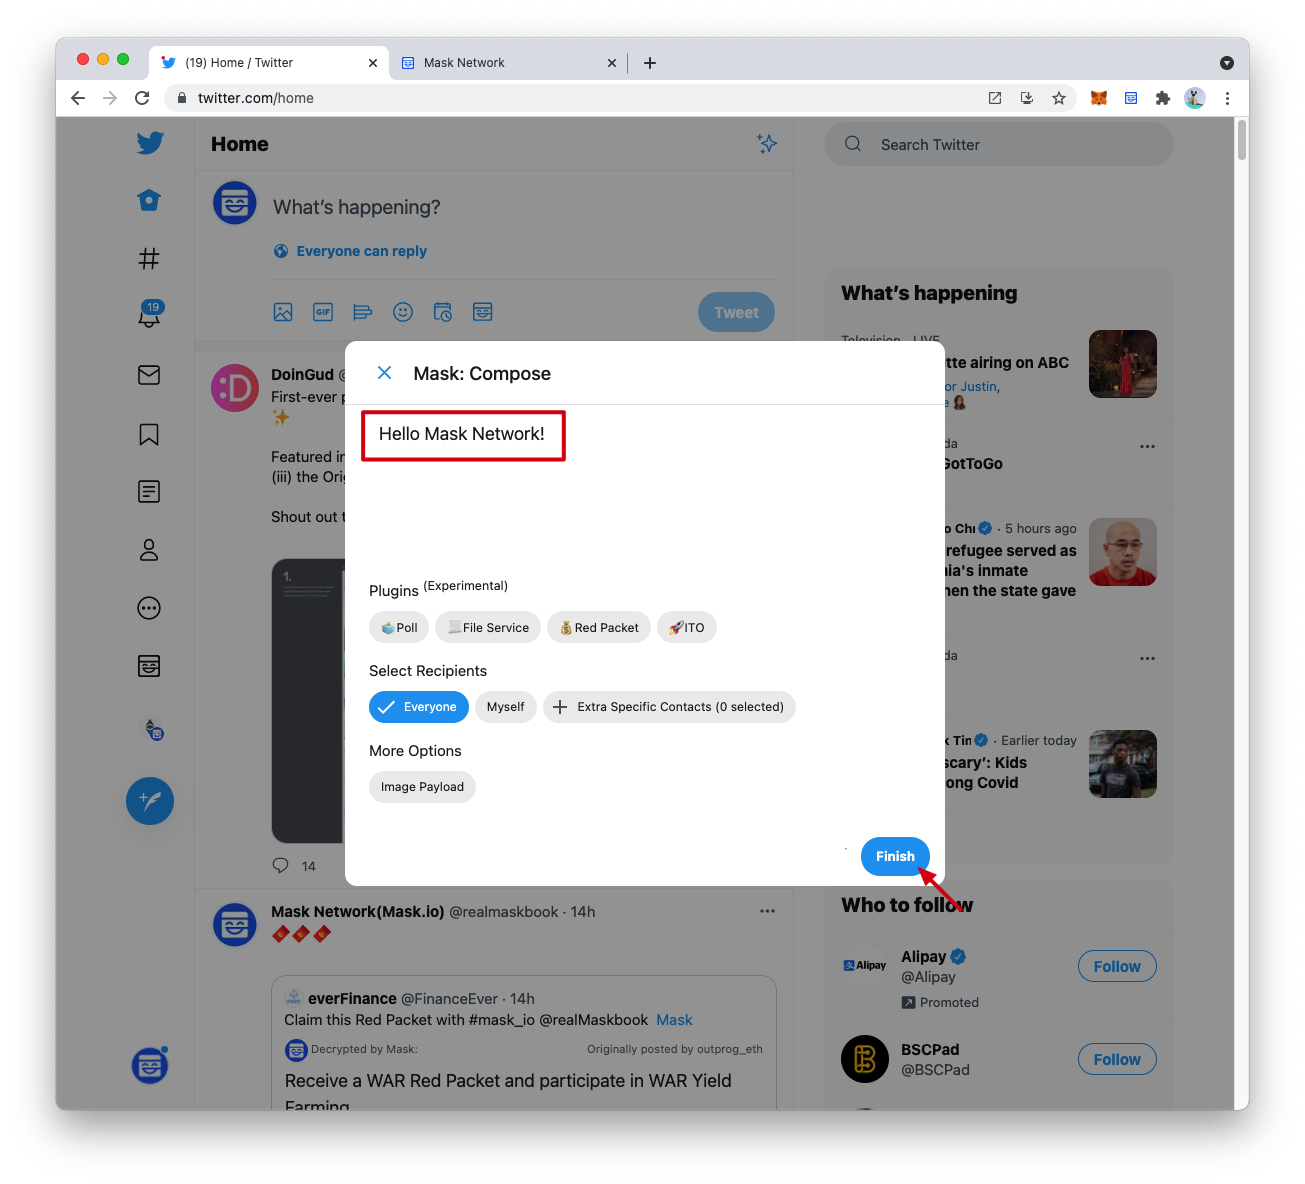 (19) Home / Twitter
Mask Network
twitter.com/home
Home
Search Twitter
What's happening?
Everyone can reply
19
GIF
Tweet
What's happening
Television · LIVE
tte airing on ABC
or Justin,
e
Mask: Compose
Hello Mask Network!
DoinGud @
First-ever p
Featured in
(iii) the Orig
Shout out t
1.
da
GotToGo
o Chu · 5 hours ago
refugee served as
nia's inmate
hen the state gave
Plugins (Experimental)
Poll
File Service
Red Packet
ITO
Select Recipients
Everyone
Myself
Extra Specific Contacts (0 selected)
More Options
Image Payload
Finish
da
k Tim · Earlier today
scary': Kids
ong Covid
14
Mask Network(Mask.io) @realmaskbook · 14h
everFinance @FinanceEver · 14h
Claim this Red Packet with #mask_io @realMaskbook Mask
Decrypted by Mask:
Originally posted by outprog_eth
Receive a WAR Red Packet and participate in WAR Yield
Farming
Who to follow
Alipay
Alipay
@Alipay
Promoted
Follow
BSCPad
@BSCPad
Follow